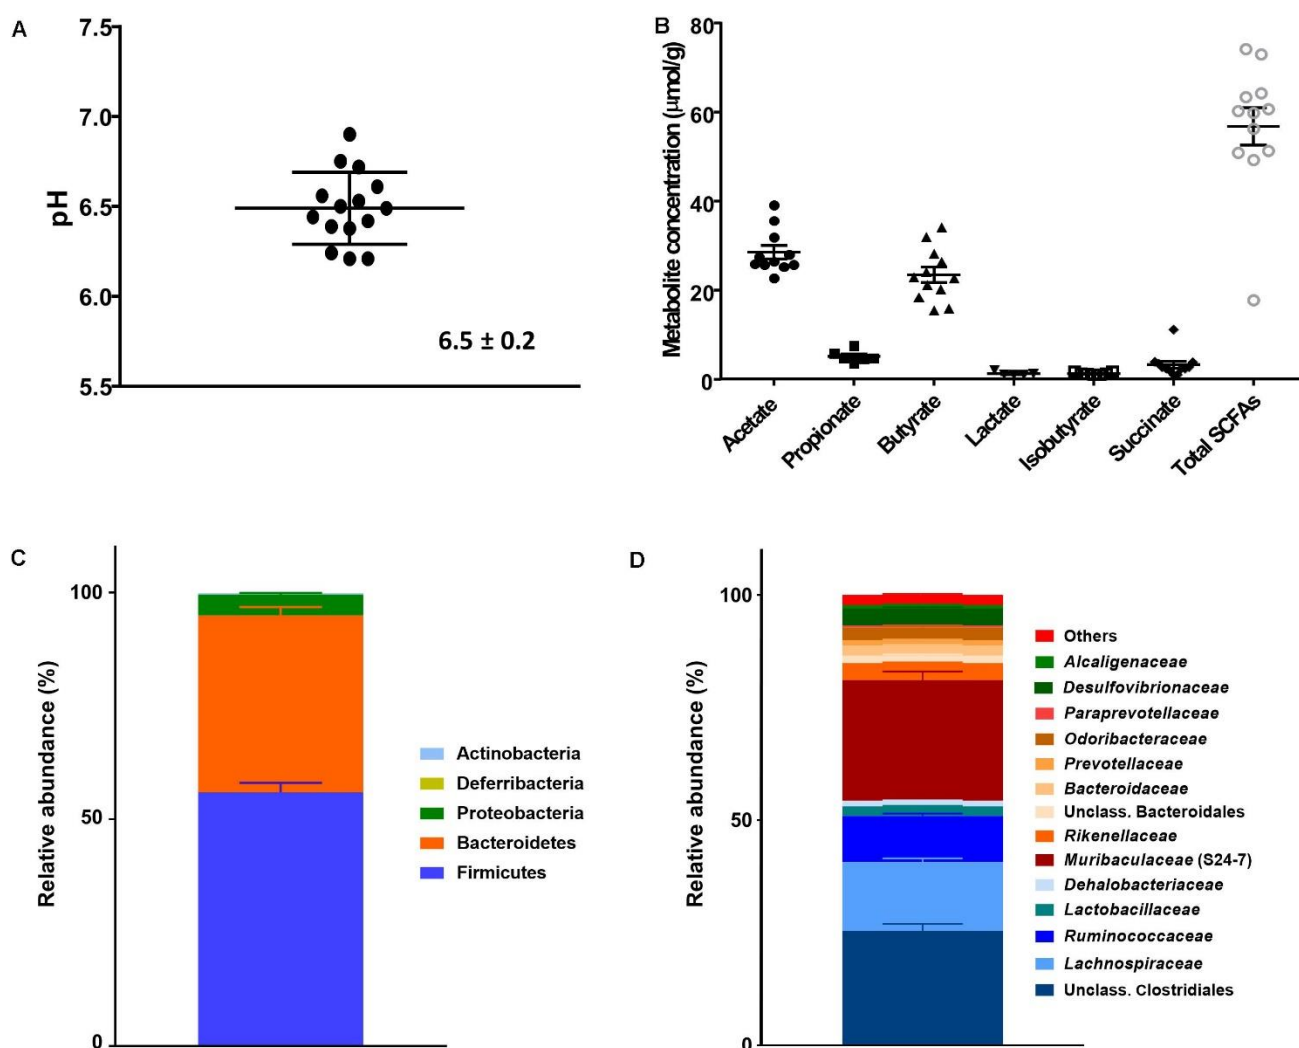 A
7.5
7.0
6.5
6.0
5.5
pH
6.5 ± 0.2
B
80
60
40
20
0
Metabolite concentration (μmol/g)
Acetate
Propionate
Butyrate
Lactate
Isobutyrate
Succinate
Total SCFAs
C
100
50
0
Relative abundance (%)
Actinobacteria
Deferribacteria
Proteobacteria
Bacteroidetes
Firmicutes
D
100
50
0
Relative abundance (%)
Others
Alcaligenaceae
Desulfovibrionaceae
Paraprevotellaceae
Odoribacteraceae
Prevotellaceae
Bacteroidaceae
Unclass. Bacteroidales
Rikenellaceae
Muribaculaceae (S24-7)
Dehalobacteriaceae
Lactobacillaceae
Ruminococcaceae
Lachnospiraceae
Unclass. Clostridiales